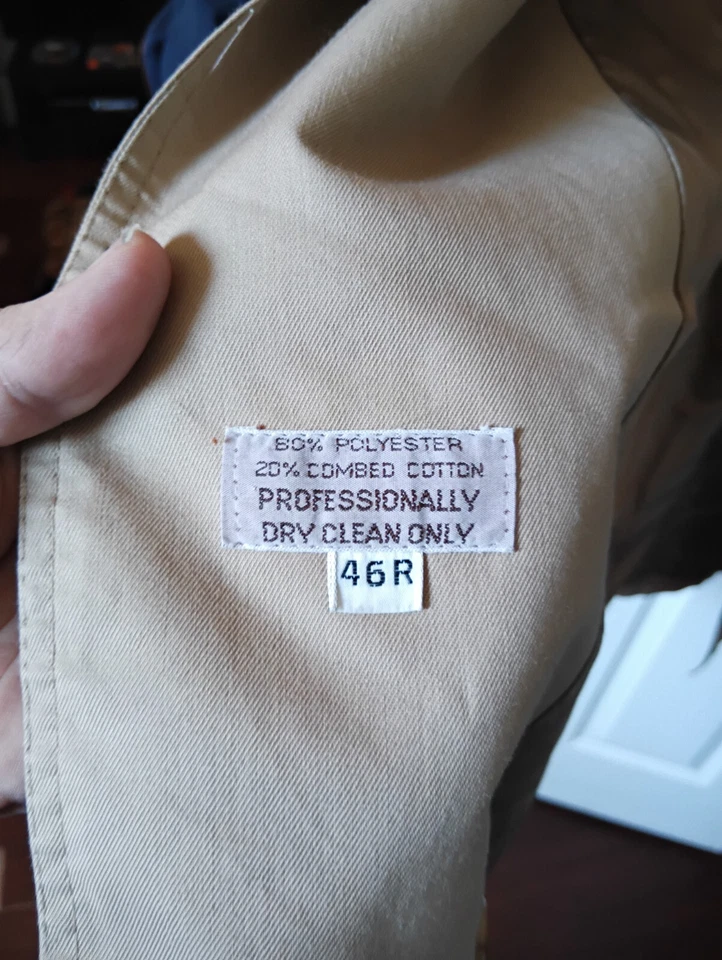 80% POLYESTER
20% COMBED COTTON
PROFESSIONALLY
DRY CLEAN ONLY
46R